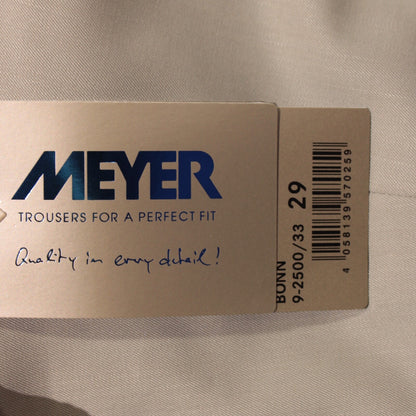 MEYER
TROUSERS FOR A PERFECT FIT
Quality in every detail!
BONN
9-2500/33
29
4 058139 570259